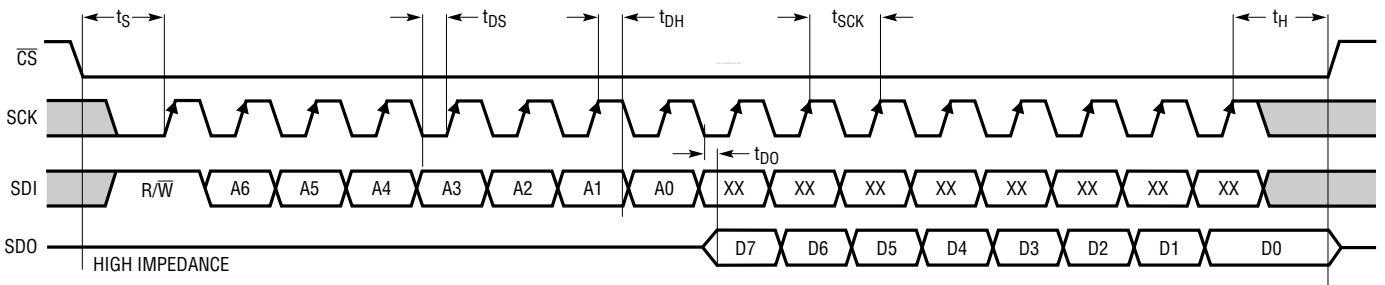 tS tDS tDH tSCK tH
CS
SCK
tDO
SDI R/W A6 A5 A4 A3 A2 A1 A0 XX XX XX XX XX XX XX XX
SDO D7 D6 D5 D4 D3 D2 D1 D0
HIGH IMPEDANCE